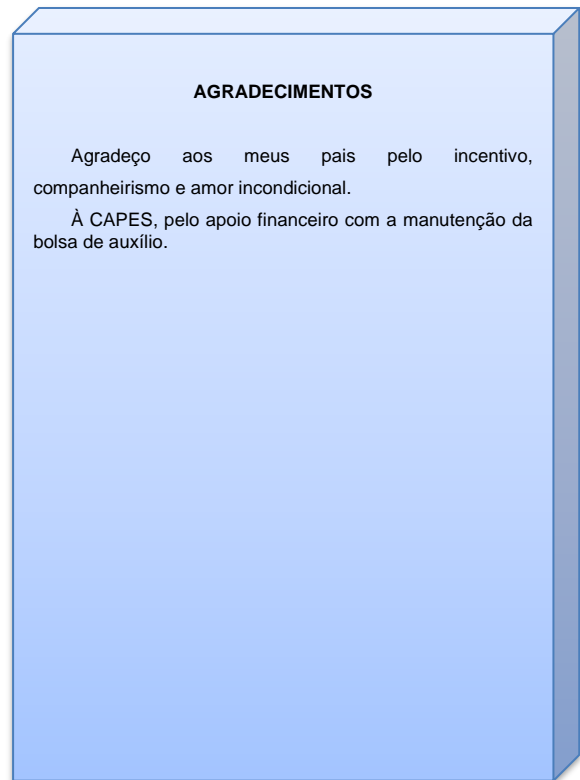 AGRADECIMENTOS
Agradeço aos meus pais pelo incentivo,
companheirismo e amor incondicional.
À CAPES, pelo apoio financeiro com a manutenção da
bolsa de auxílio.